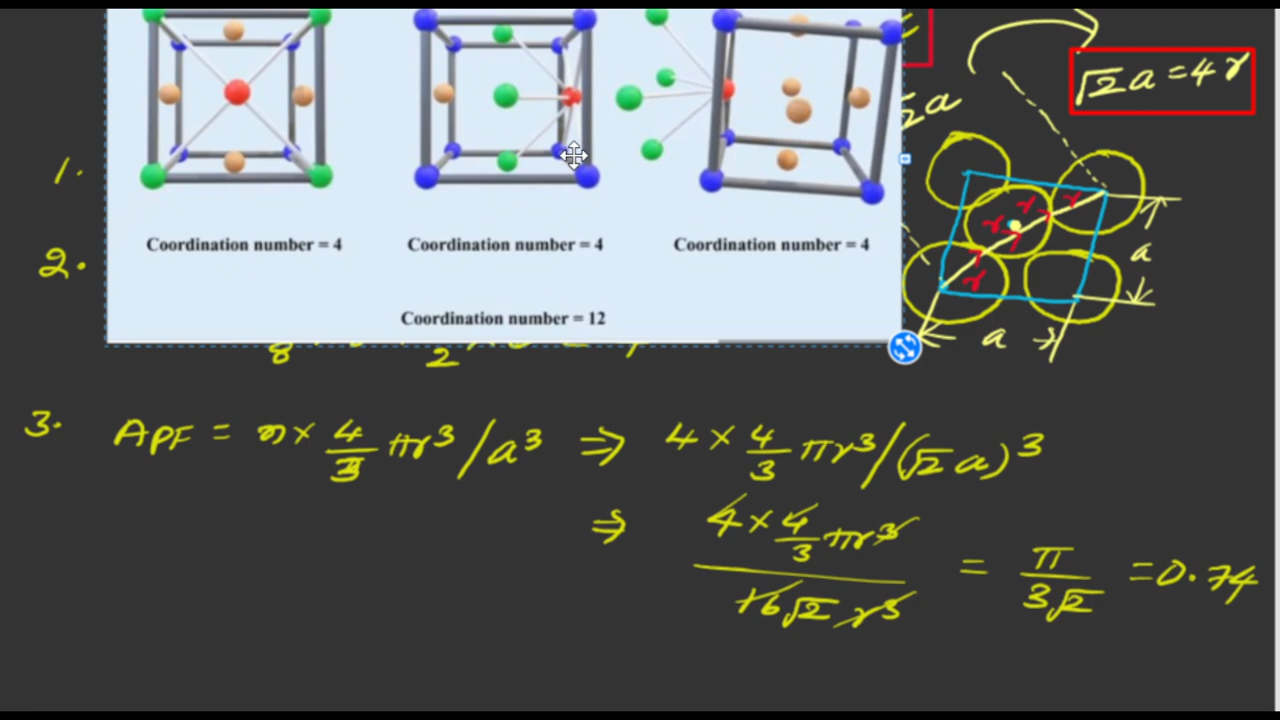 √2 a = 4r
√2 a
1.
Coordination number = 4
Coordination number = 4
Coordination number = 4
2.
Coordination number = 12
r r r r
a
a
3. APF = n × 4/3 πr³ / a³ ⇒ 4 × 4/3 πr³ / (√2 a)³
⇒ 4 × 4/3 πr³ / 16√2 r³ = π / 3√2 = 0.74